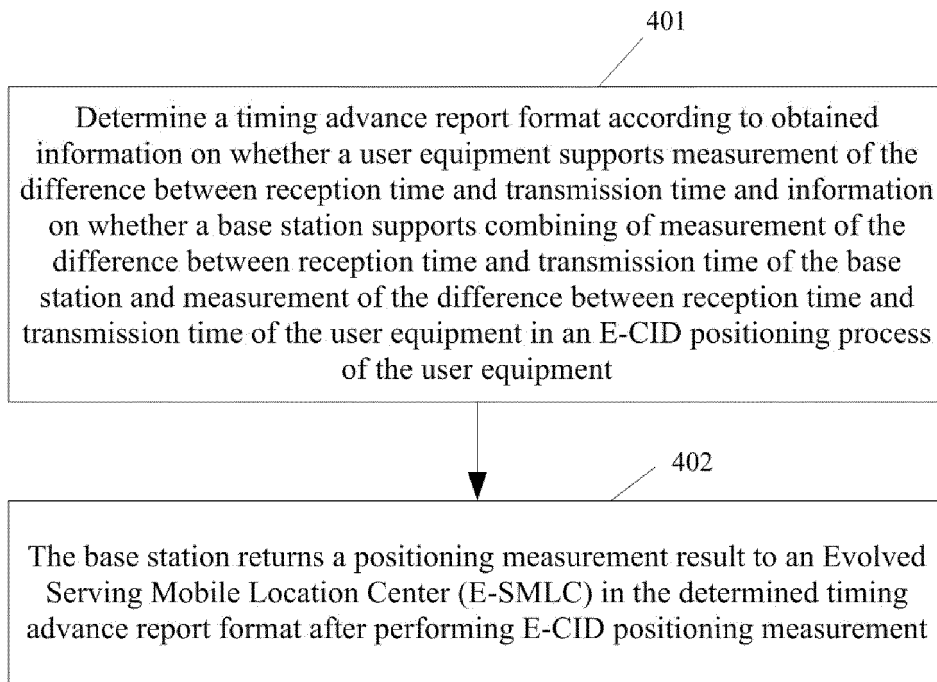 401
Determine a timing advance report format according to obtained
information on whether a user equipment supports measurement of the
difference between reception time and transmission time and information
on whether a base station supports combining of measurement of the
difference between reception time and transmission time of the base
station and measurement of the difference between reception time and
transmission time of the user equipment in an E-CID positioning process
of the user equipment
402
The base station returns a positioning measurement result to an Evolved
Serving Mobile Location Center (E-SMLC) in the determined timing
advance report format after performing E-CID positioning measurement